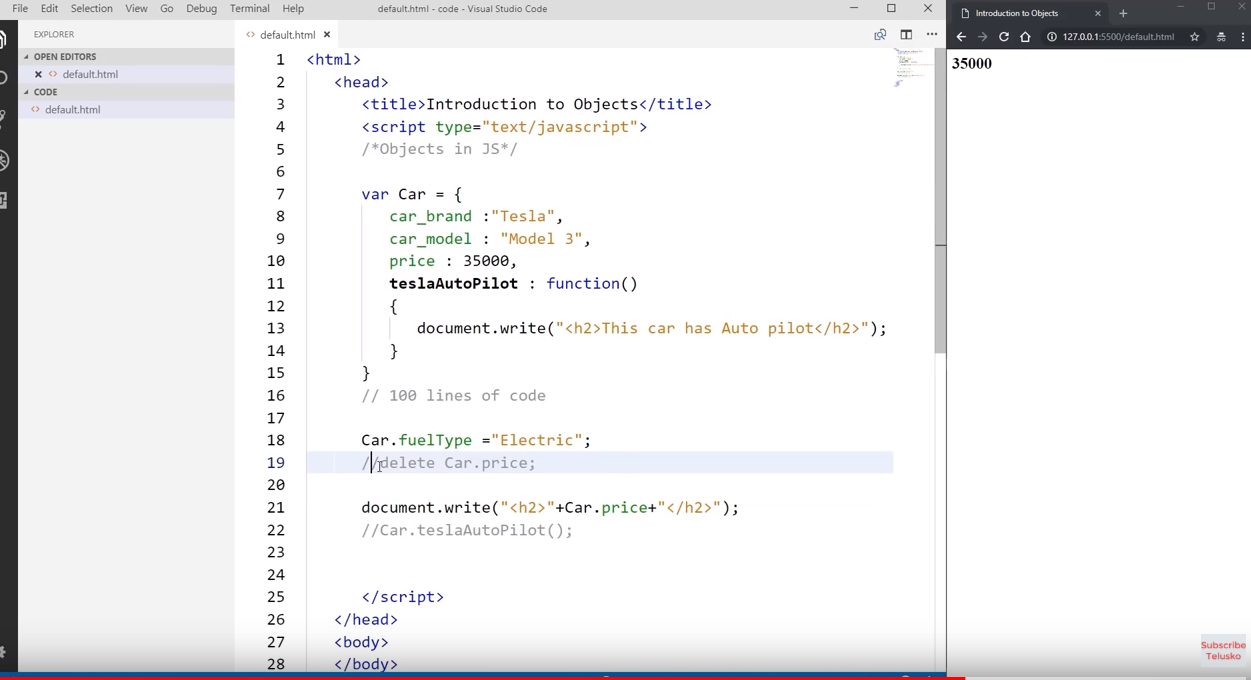 File Edit Selection View Go Debug Terminal Help
default.html - code - Visual Studio Code
Introduction to Objects
EXPLORER
default.html
127.0.0.1:5500/default.html
OPEN EDITORS
default.html
CODE
default.html
1 <html>
2 <head>
3 <title>Introduction to Objects</title>
4 <script type="text/javascript">
5 /*Objects in JS*/
6
7 var Car = {
8 car_brand :"Tesla",
9 car_model : "Model 3",
10 price : 35000,
11 teslaAutoPilot : function()
12 {
13 document.write("<h2>This car has Auto pilot</h2>");
14 }
15 }
16 // 100 lines of code
17
18 Car.fuelType ="Electric";
19 //delete Car.price;
20
21 document.write("<h2>"+Car.price+"</h2>");
22 //Car.teslaAutoPilot();
23
24
25 </script>
26 </head>
27 <body>
28 </body>
35000
Subscribe
Telusko